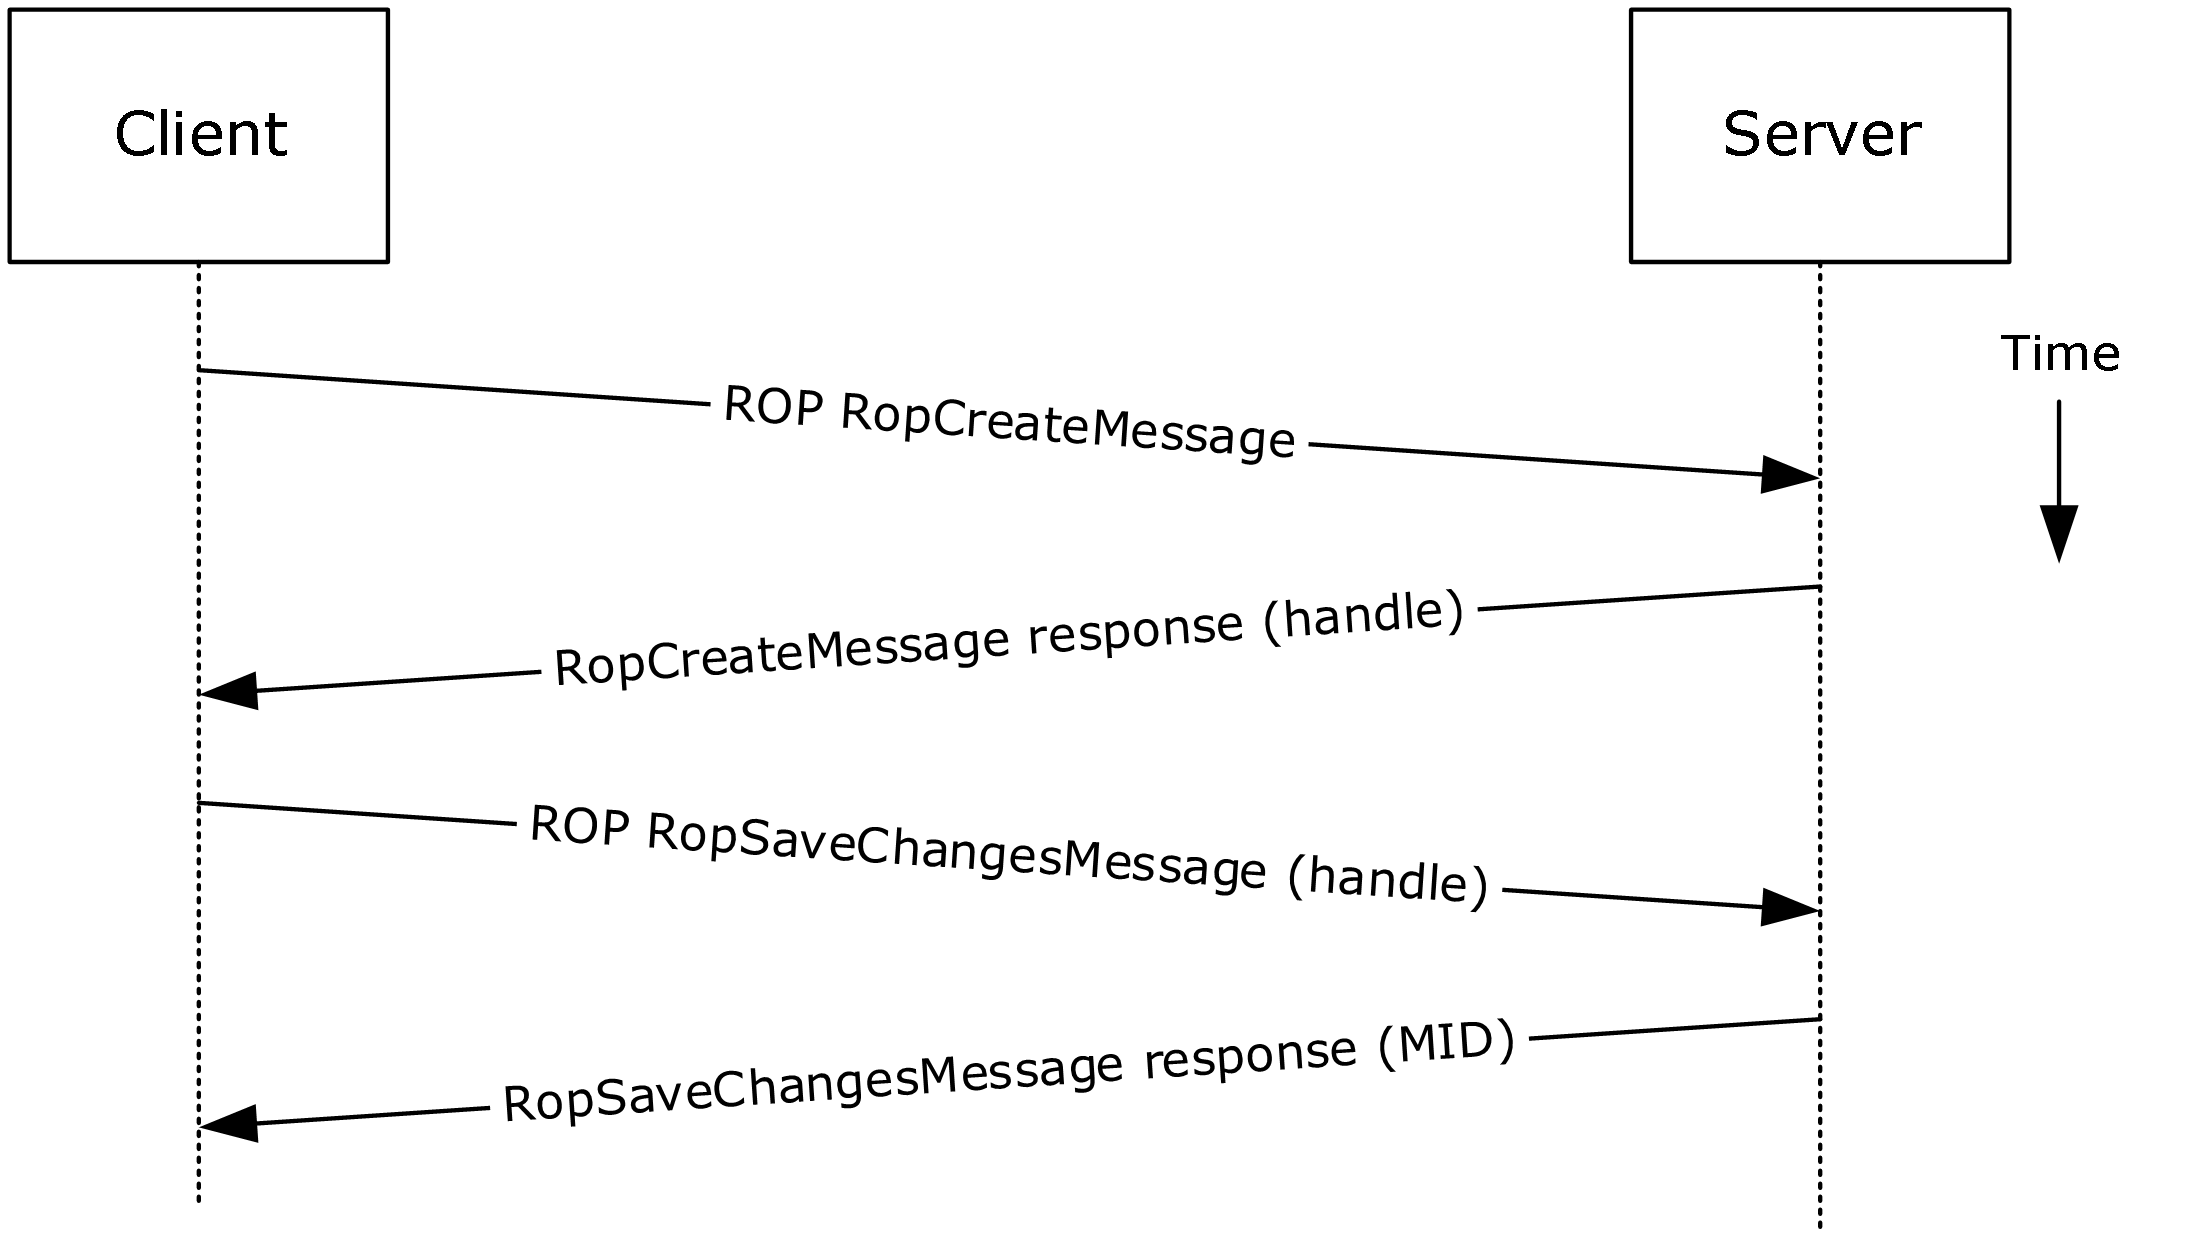 Client
Server
Time
ROP RopCreateMessage
RopCreateMessage response (handle)
ROP RopSaveChangesMessage (handle)
RopSaveChangesMessage response (MID)